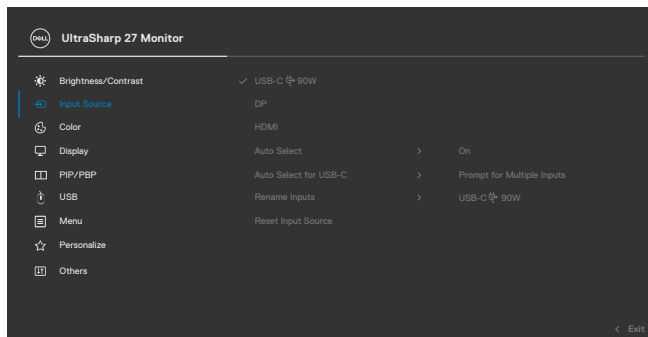 DELL
UltraSharp 27 Monitor
Brightness/Contrast
USB-C 90W
Input Source
DP
Color
HDMI
Display
Auto Select
On
PIP/PBP
Auto Select for USB-C
Prompt for Multiple Inputs
USB
Rename Inputs
USB-C 90W
Menu
Reset Input Source
Personalize
Others
Exit